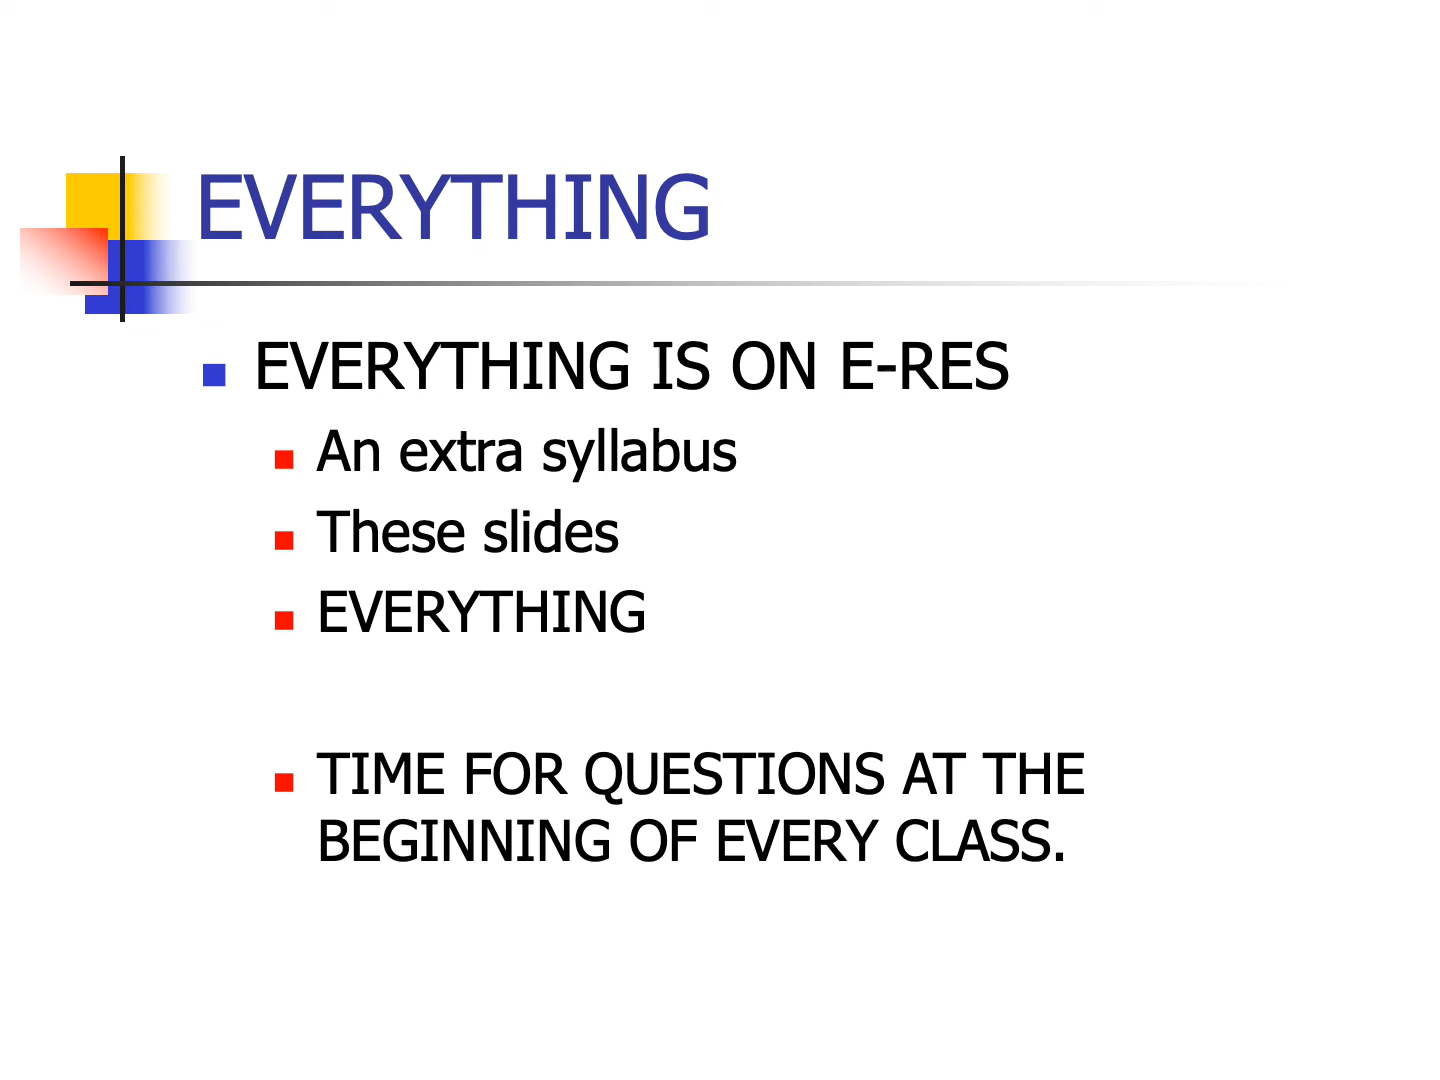 EVERYTHING
EVERYTHING IS ON E-RES
An extra syllabus
These slides
EVERYTHING
TIME FOR QUESTIONS AT THE
BEGINNING OF EVERY CLASS.